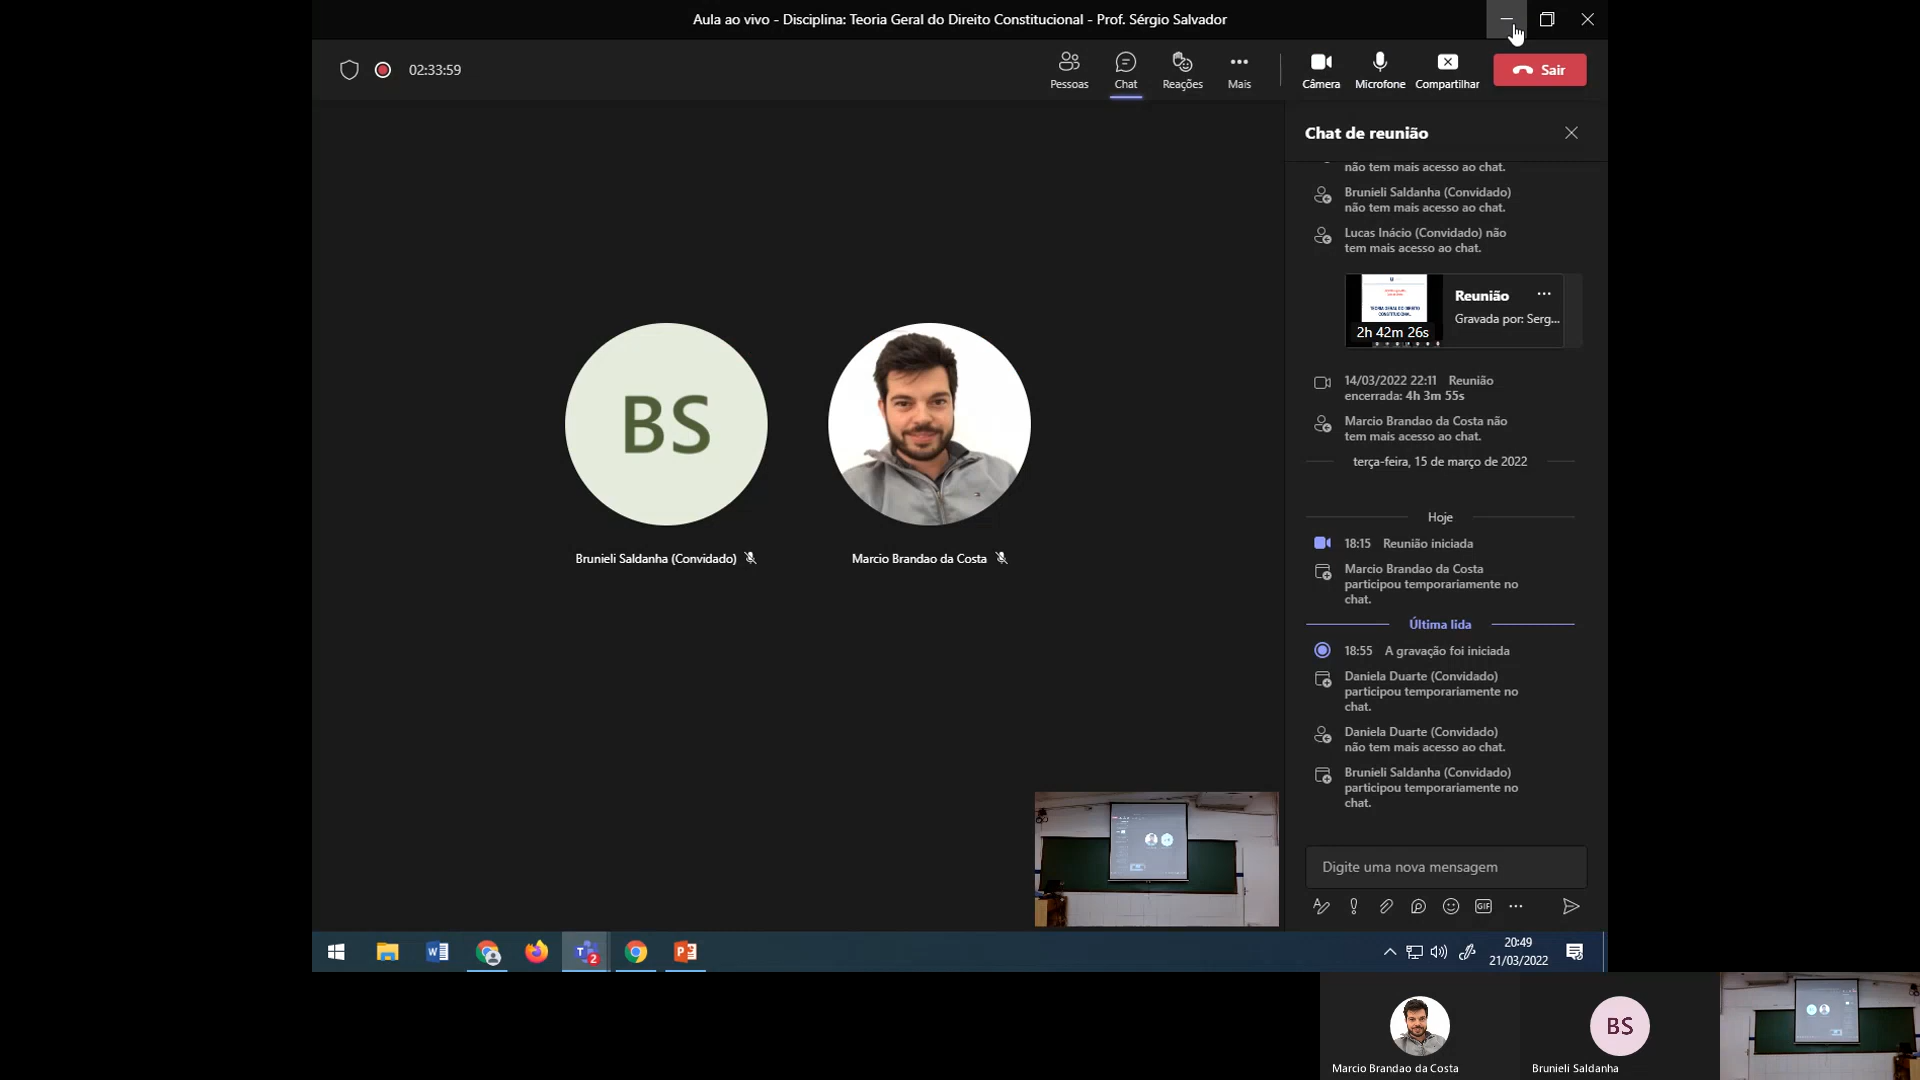 Aula ao vivo - Disciplina: Teoria Geral do Direito Constitucional - Prof. Sérgio Salvador
02:33:59
Pessoas
Chat
Reações
Mais
Câmera
Microfone
Compartilhar
Sair
Chat de reunião
não tem mais acesso ao chat.
Brunieli Saldanha (Convidado)
não tem mais acesso ao chat.
Lucas Inácio (Convidado) não
tem mais acesso ao chat.
TEORIA GERAL DO DIREITO
CONSTITUCIONAL
2h 42m 26s
Reunião
Gravada por: Serg...
14/03/2022 22:11 Reunião
encerrada: 4h 3m 55s
Marcio Brandao da Costa não
tem mais acesso ao chat.
terça-feira, 15 de março de 2022
Hoje
18:15 Reunião iniciada
Marcio Brandao da Costa
participou temporariamente no
chat.
Última lida
18:55 A gravação foi iniciada
Daniela Duarte (Convidado)
participou temporariamente no
chat.
Daniela Duarte (Convidado)
não tem mais acesso ao chat.
Brunieli Saldanha (Convidado)
participou temporariamente no
chat.
Digite uma nova mensagem
GIF
BS
Brunieli Saldanha (Convidado)
Marcio Brandao da Costa
W
T
2
P
20:49
21/03/2022
Marcio Brandao da Costa
BS
Brunieli Saldanha